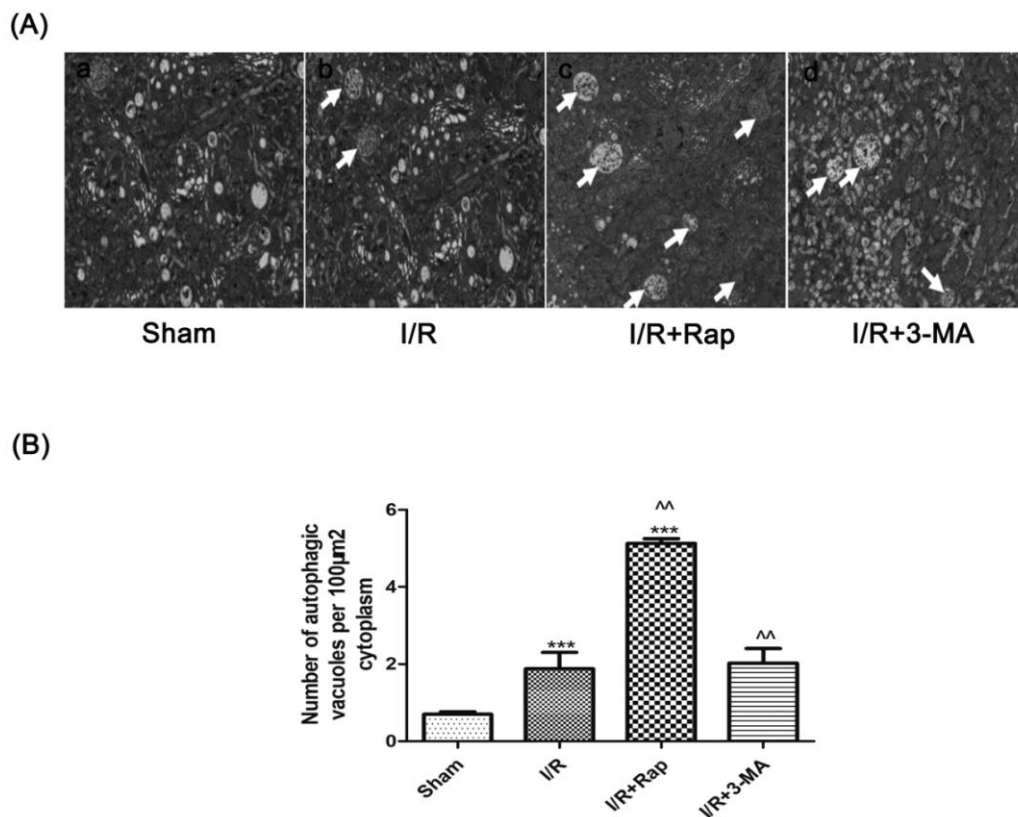 (A)
a b c d
Sham I/R I/R+Rap I/R+3-MA
(B)
Number of autophagic
vacuoles per 100µm2
cytoplasm
6
4
2
0
***
^^
***
^^
Sham I/R I/R+Rap I/R+3-MA